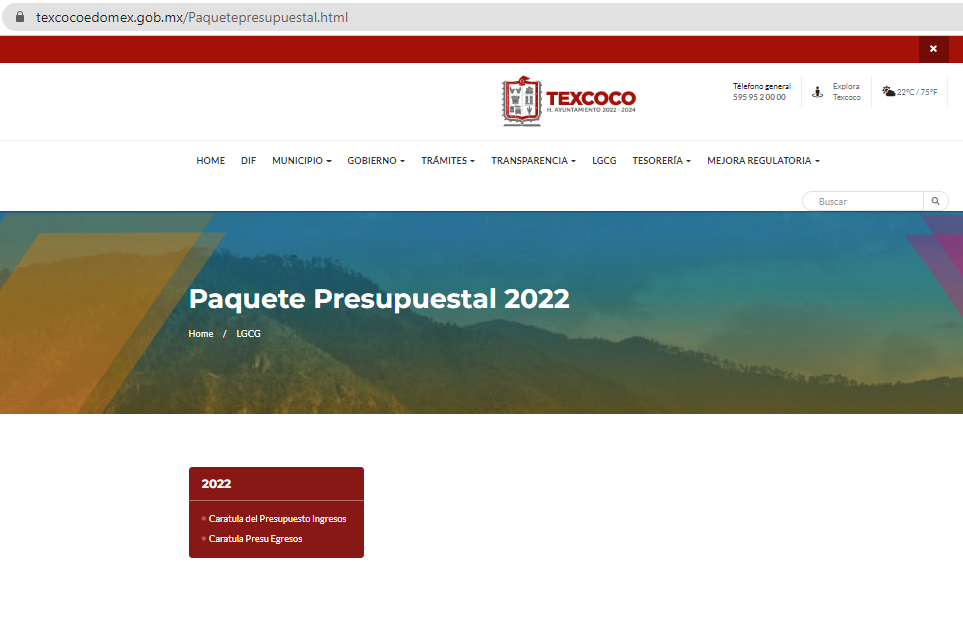 texcocoedomex.gob.mx/Paquetepresupuestal.html
×
TEXCOCO
H. AYUNTAMIENTO 2022 - 2024
Télefono general
595 95 2 00 00
Explora
Texcoco
22°C / 75°F
HOME DIF MUNICIPIO GOBIERNO TRÁMITES TRANSPARENCIA LGCG TESORERÍA MEJORA REGULATORIA
Buscar
Paquete Presupuestal 2022
Home / LGCG
2022
Caratula del Presupuesto Ingresos
Caratula Presu Egresos